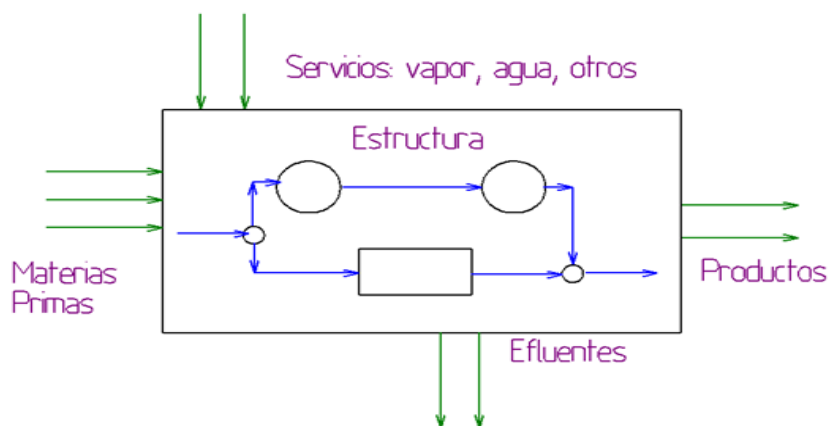 Servicios: vapor, agua, otros
Estructura
Materias
Primas
Productos
Efluentes